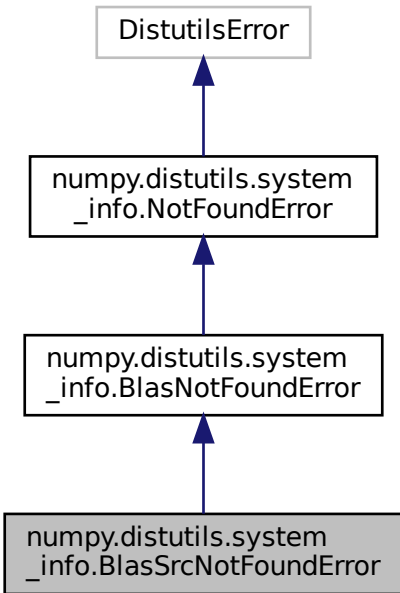 DistutilsError
numpy.distutils.system
_info.NotFoundError
numpy.distutils.system
_info.BlasNotFoundError
numpy.distutils.system
_info.BlasSrcNotFoundError